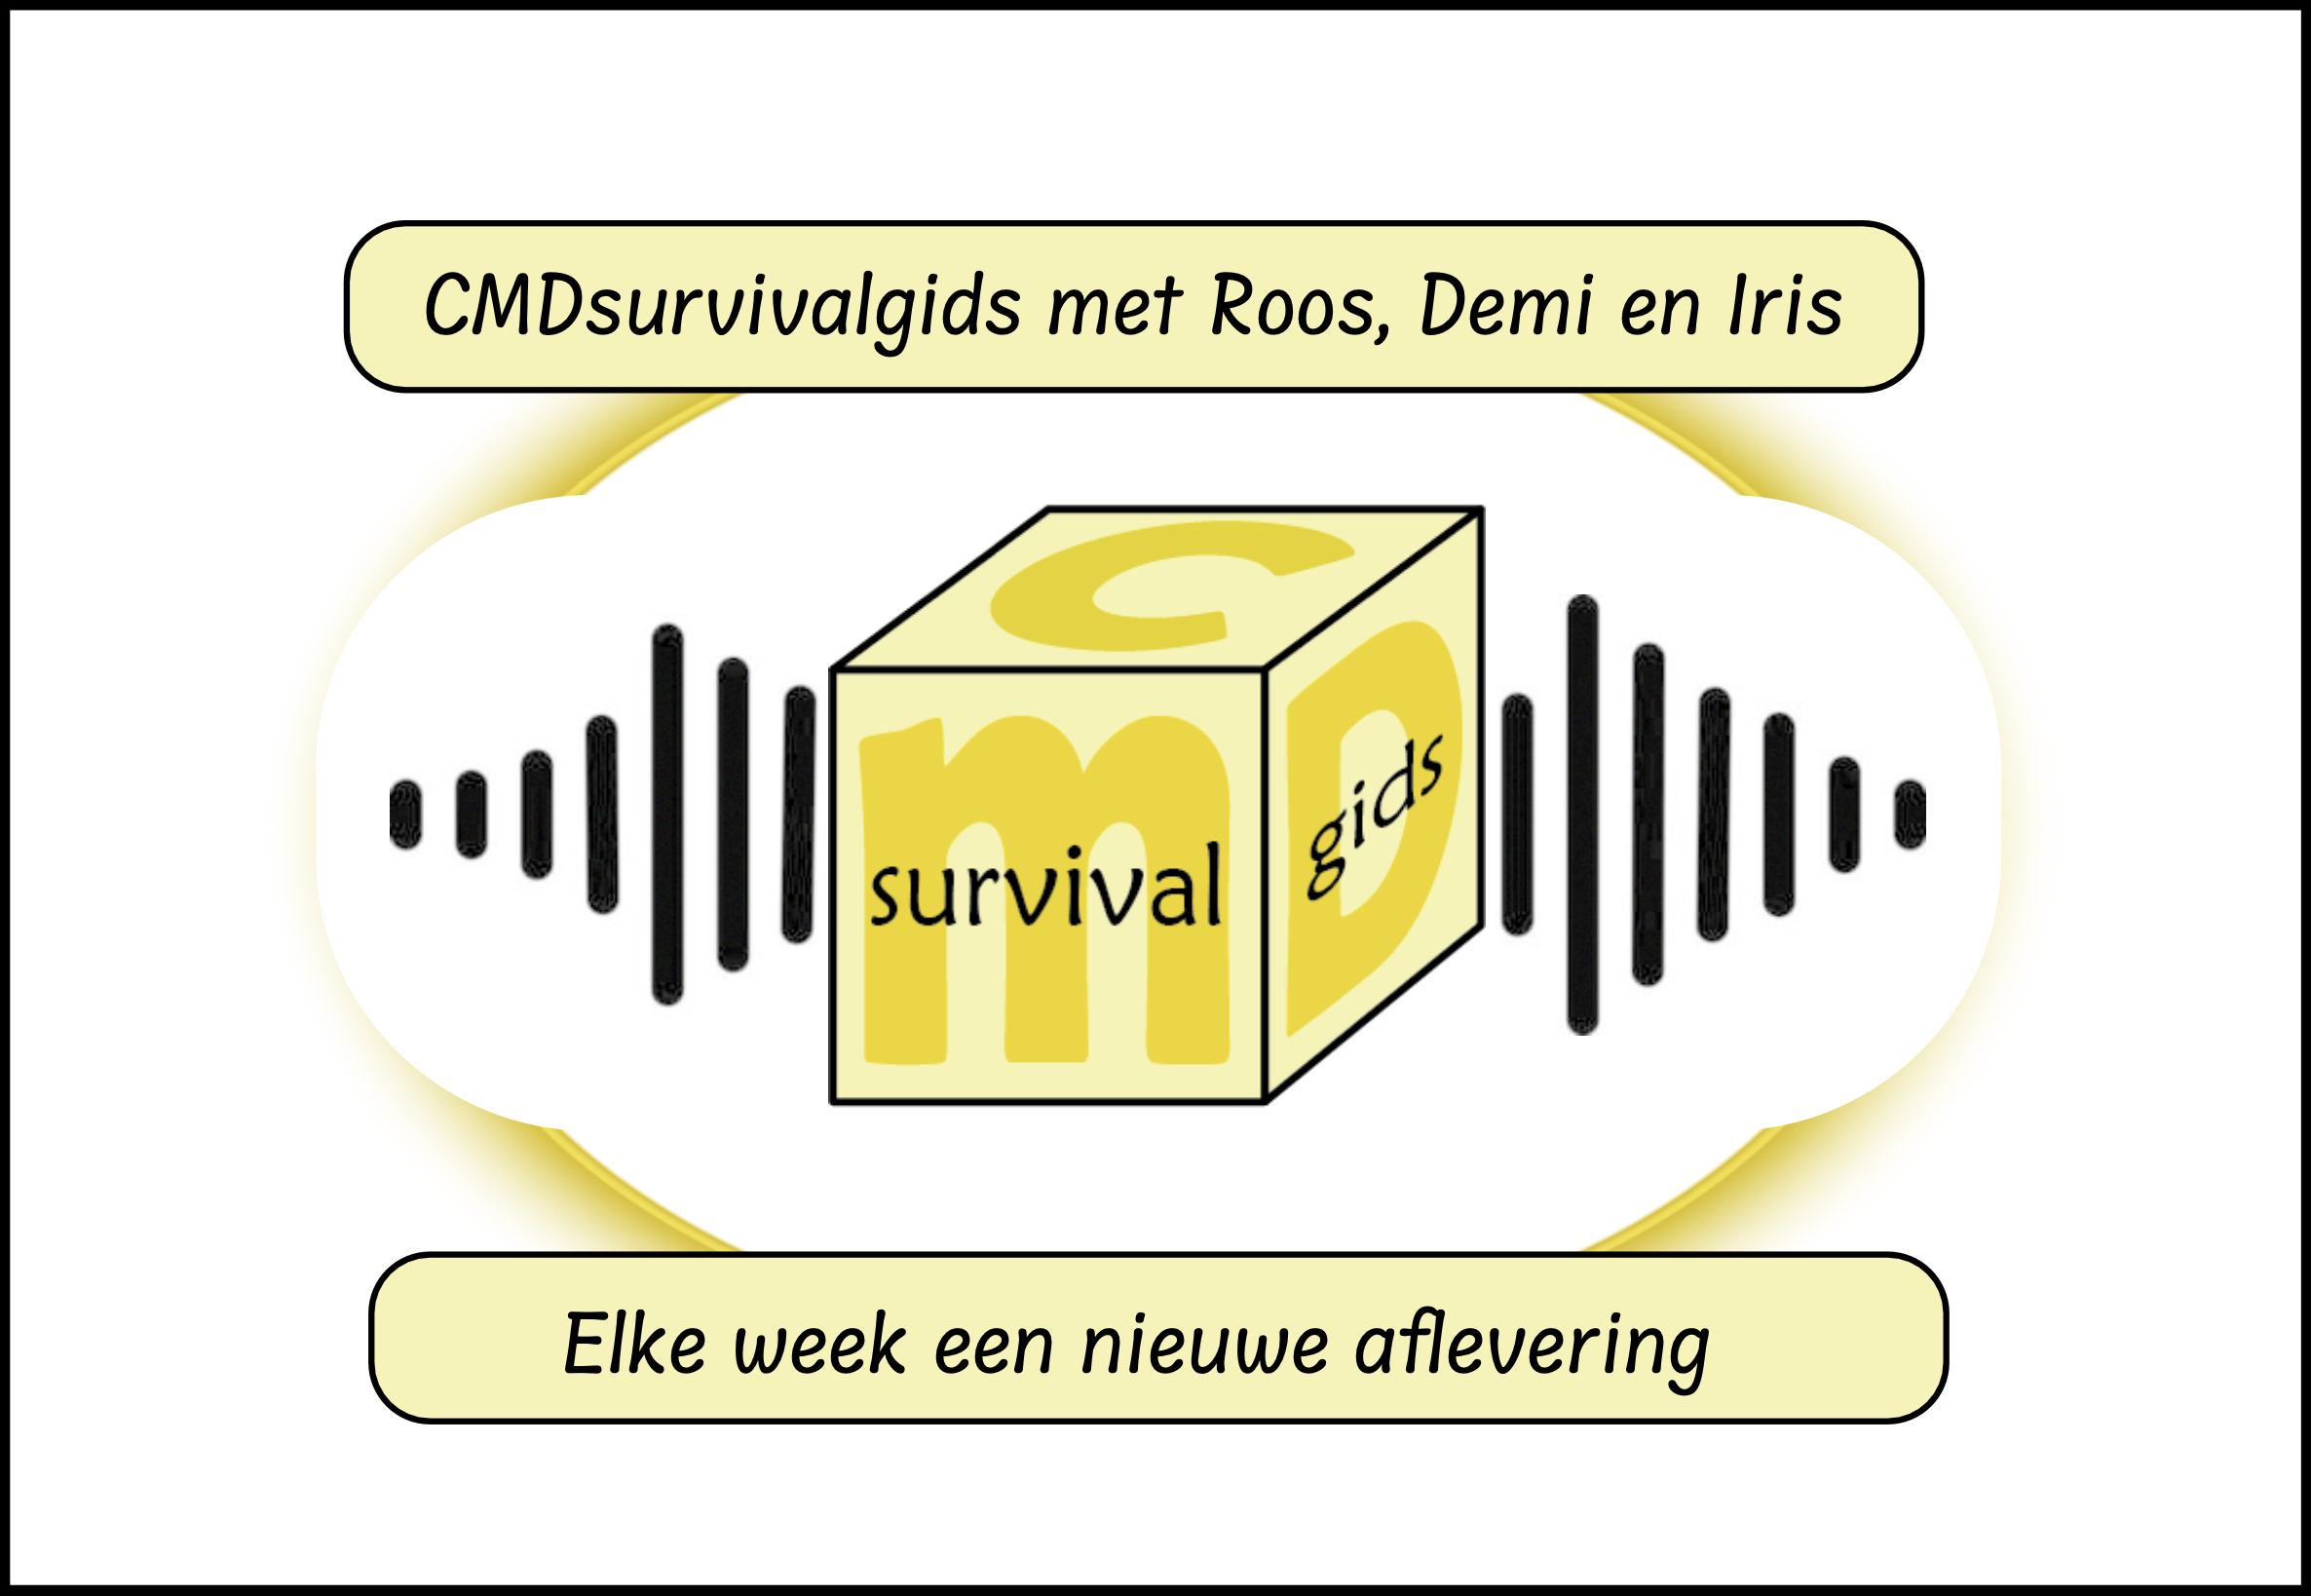 CMDsurvivalgids met Roos, Demi en Iris
C
m
D
survival
gids
Elke week een nieuwe aflevering